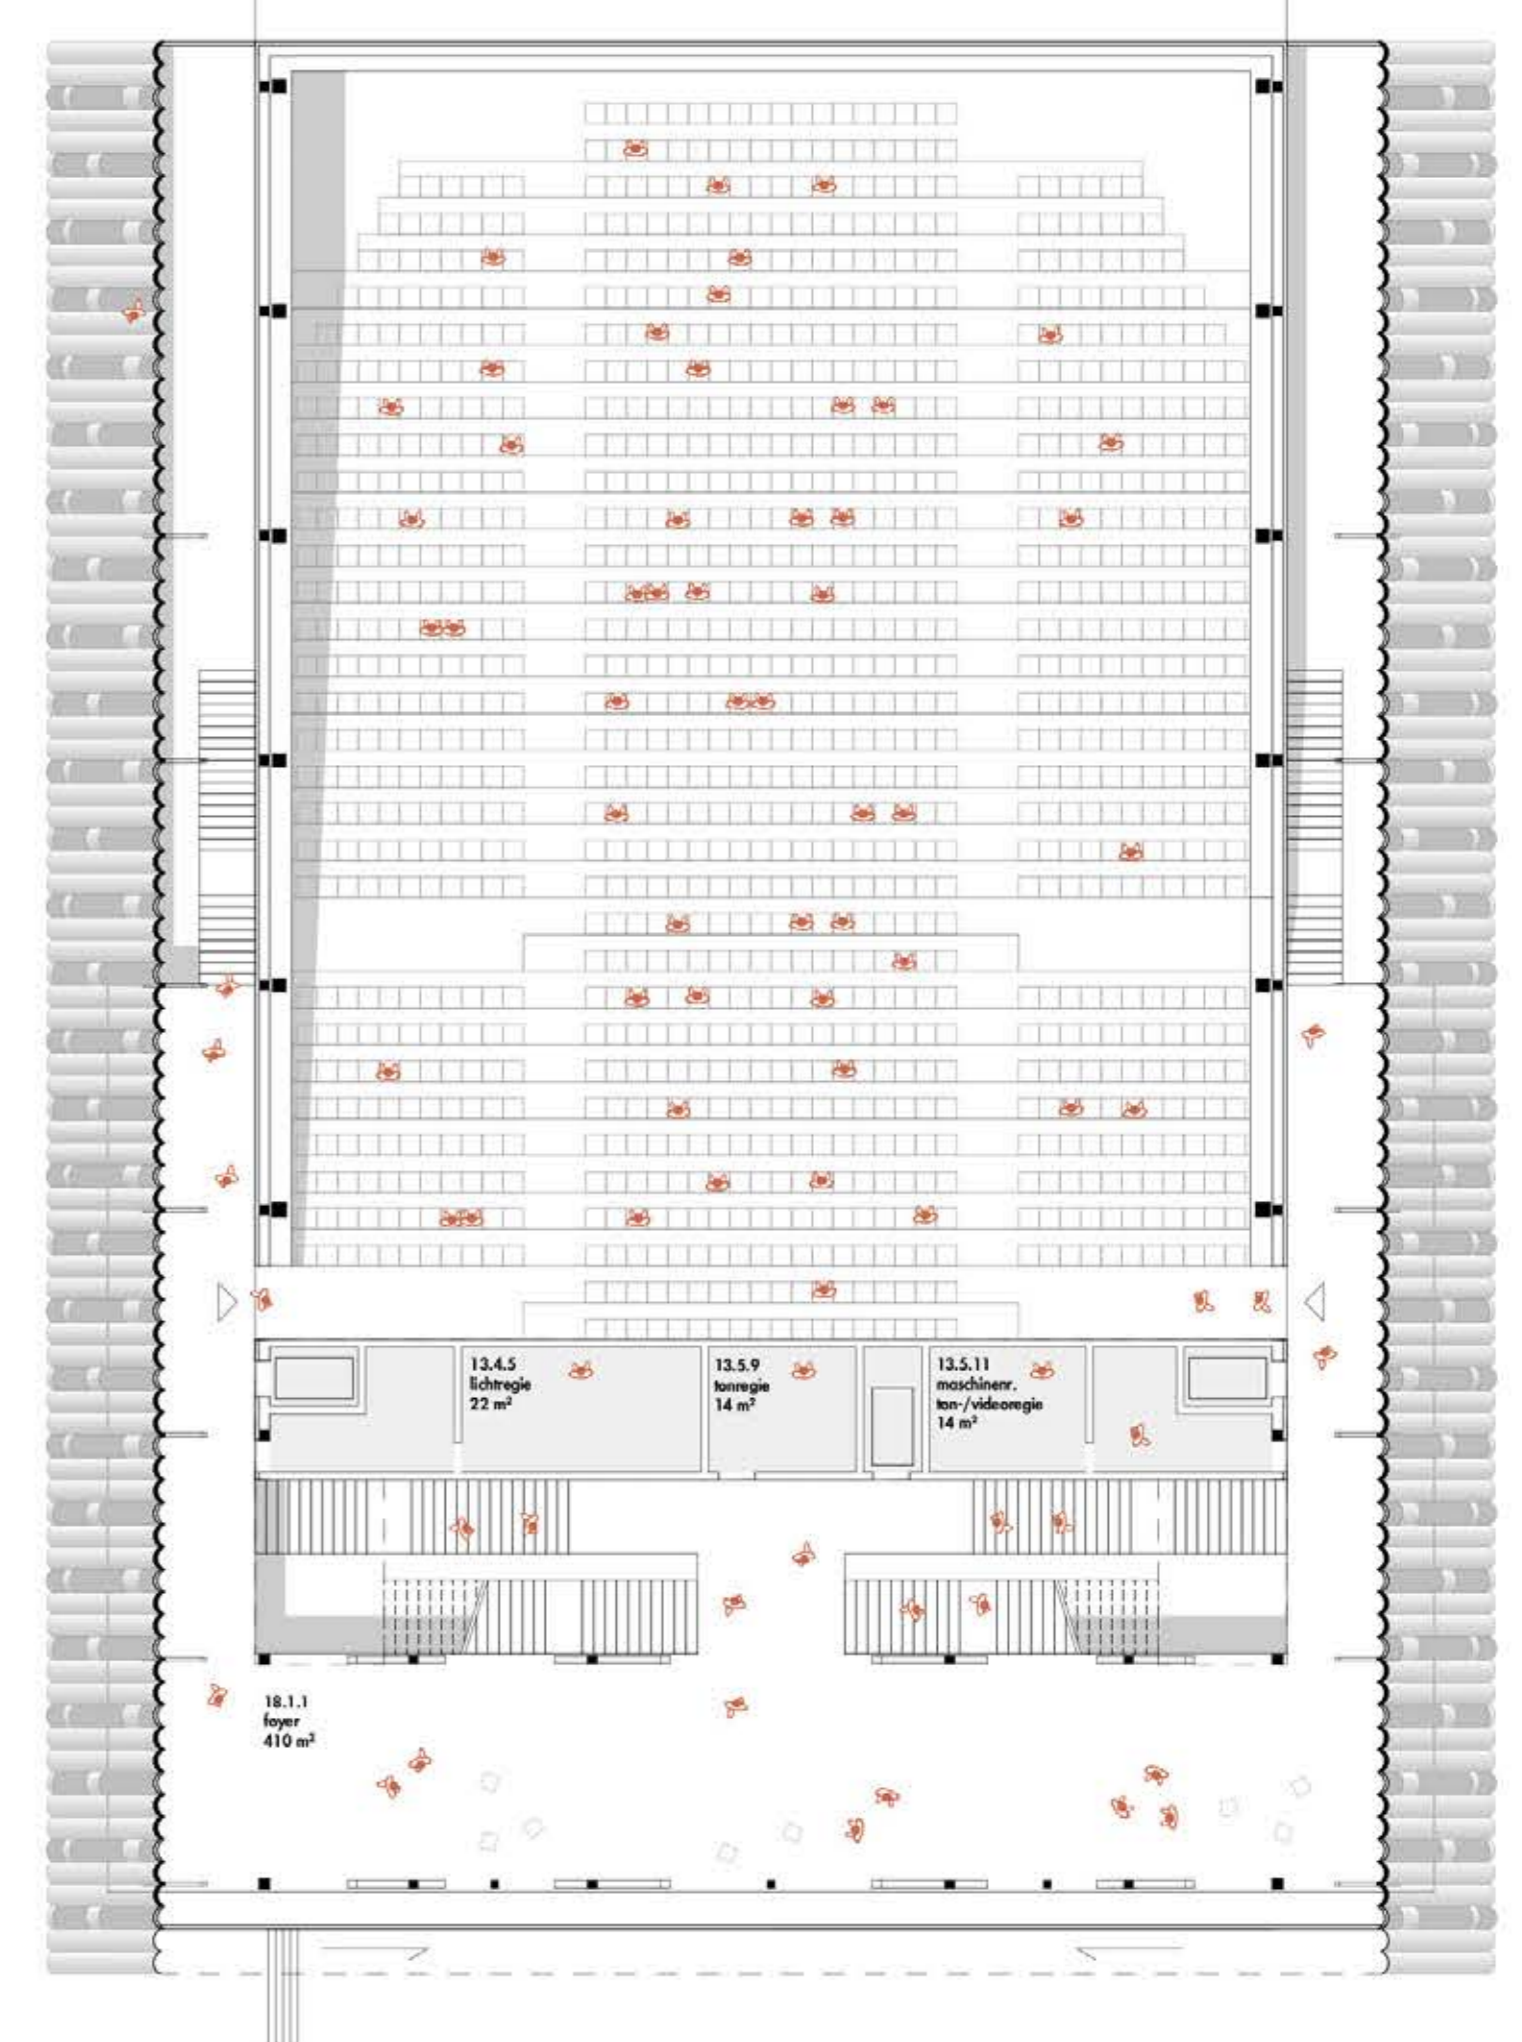 13.4.5
lichtregie
22 m²
13.5.9
tonregie
14 m²
13.5.11
maschinenr.
ton-/videoregie
14 m²
18.1.1
foyer
410 m²